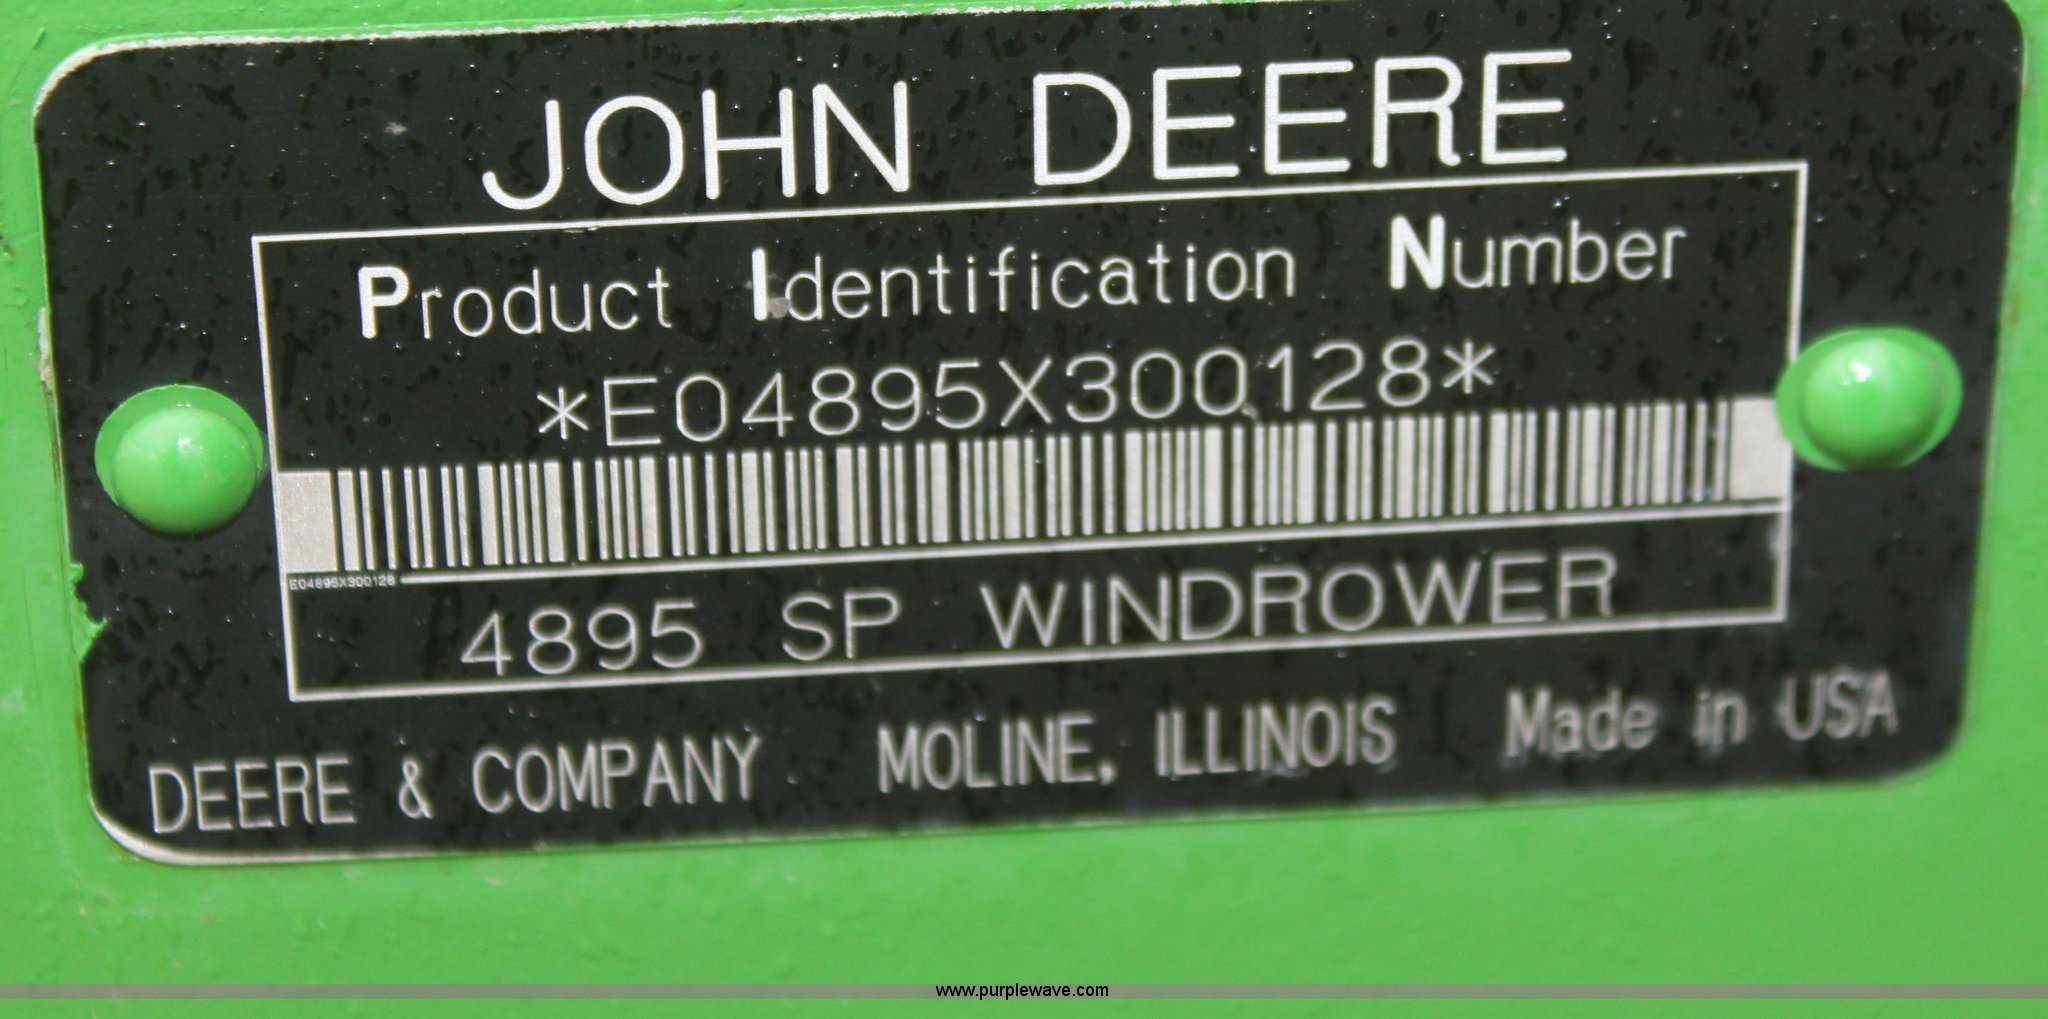 JOHN DEERE
Product Identification Number
*E04895X300128*
E04895X300128
4895 SP WINDROWER
DEERE & COMPANY MOLINE, ILLINOIS Made in USA
www.purplewave.com